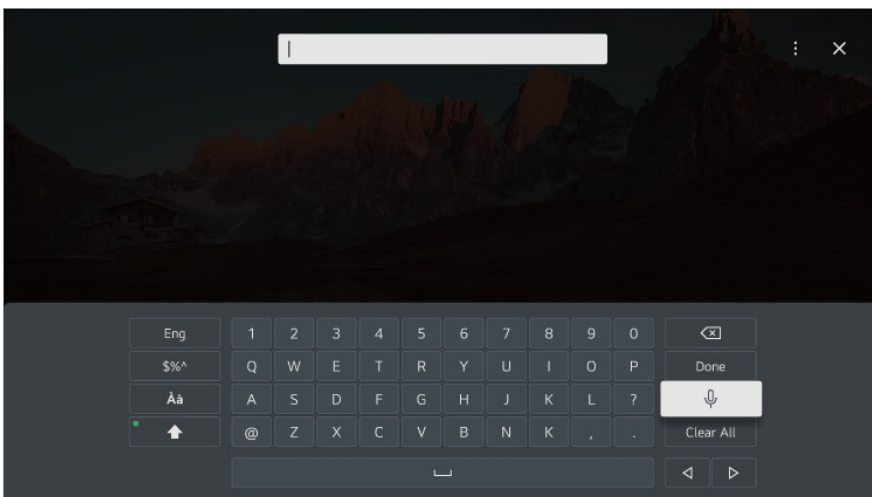 Eng 1 2 3 4 5 6 7 8 9 0
$%^ Q W E T R Y U I O P Done
Àà A S D F G H J K L ?
@ Z X C V B N K , . Clear All